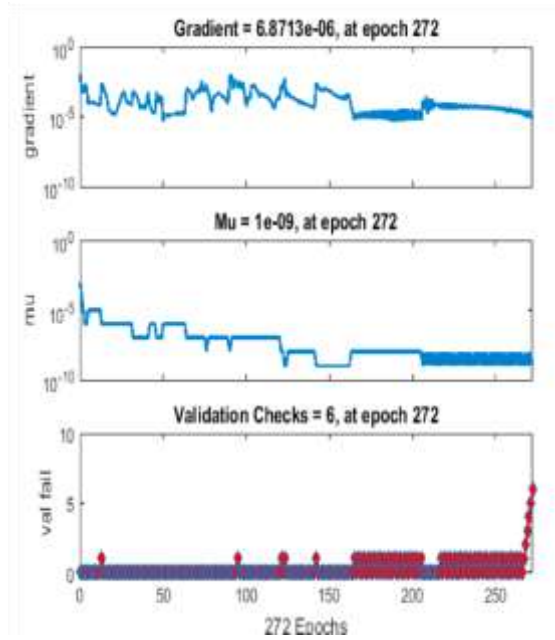 Gradient = 6.8713e-06, at epoch 272
10^0
10^-5
10^-10
gradient
Mu = 1e-09, at epoch 272
10^0
10^-5
10^-10
mu
Validation Checks = 6, at epoch 272
10
5
0
val fail
0 50 100 150 200 250
272 Epochs